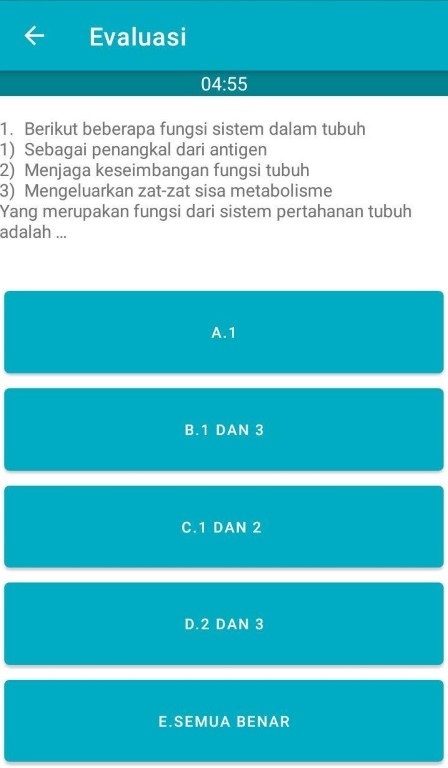 Evaluasi
04:55
1. Berikut beberapa fungsi sistem dalam tubuh
1) Sebagai penangkal dari antigen
2) Menjaga keseimbangan fungsi tubuh
3) Mengeluarkan zat-zat sisa metabolisme
Yang merupakan fungsi dari sistem pertahanan tubuh
adalah ...
A.1
B.1 DAN 3
C.1 DAN 2
D.2 DAN 3
E.SEMUA BENAR